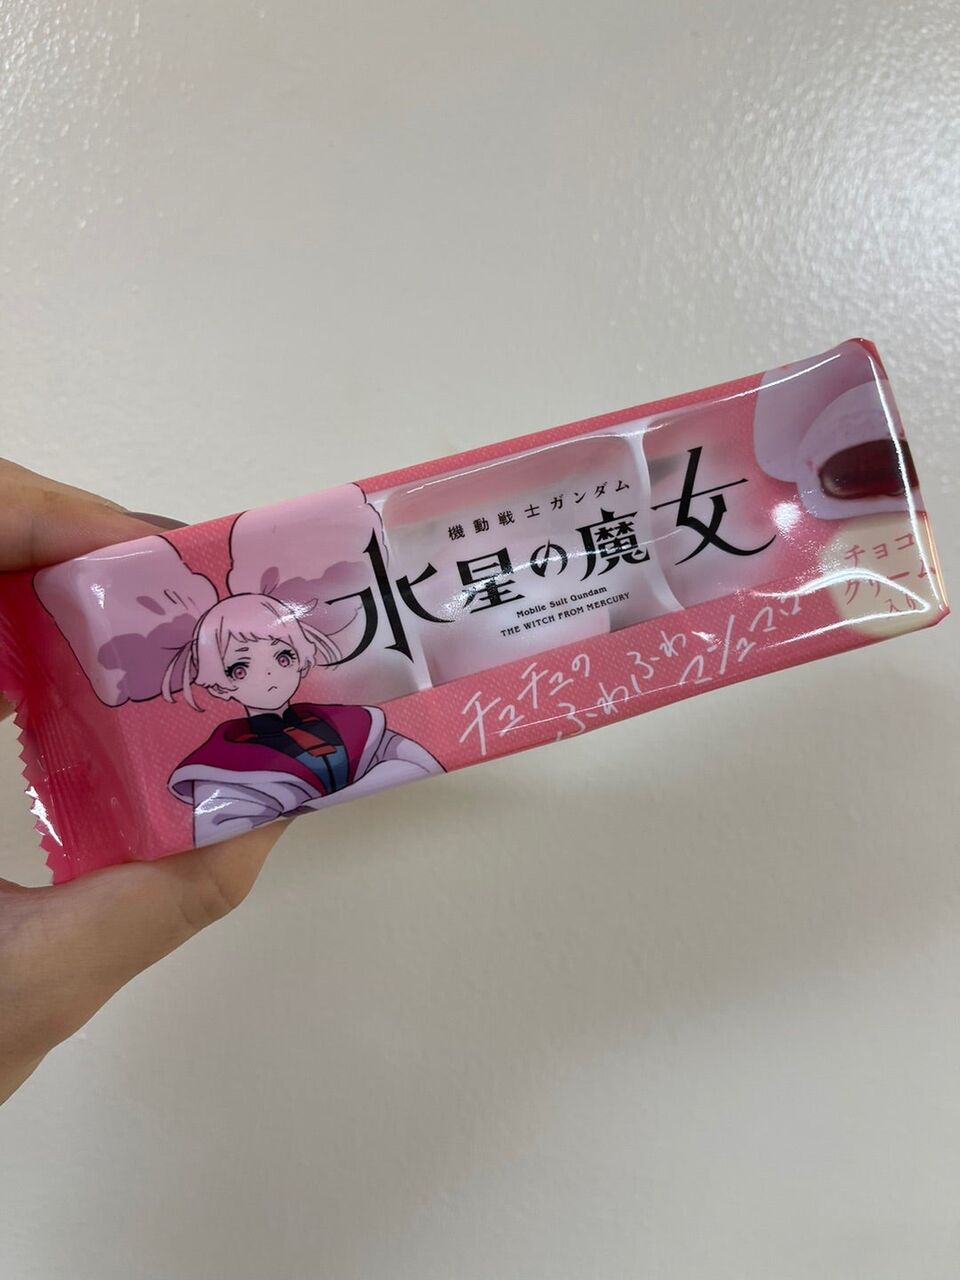 機動戦士ガンダム
水星の魔女
Mobile Suit Gundam
THE WITCH FROM MERCURY
チュチュの
ふわふわ
マシュマロ
チョコ
クリーム
入り